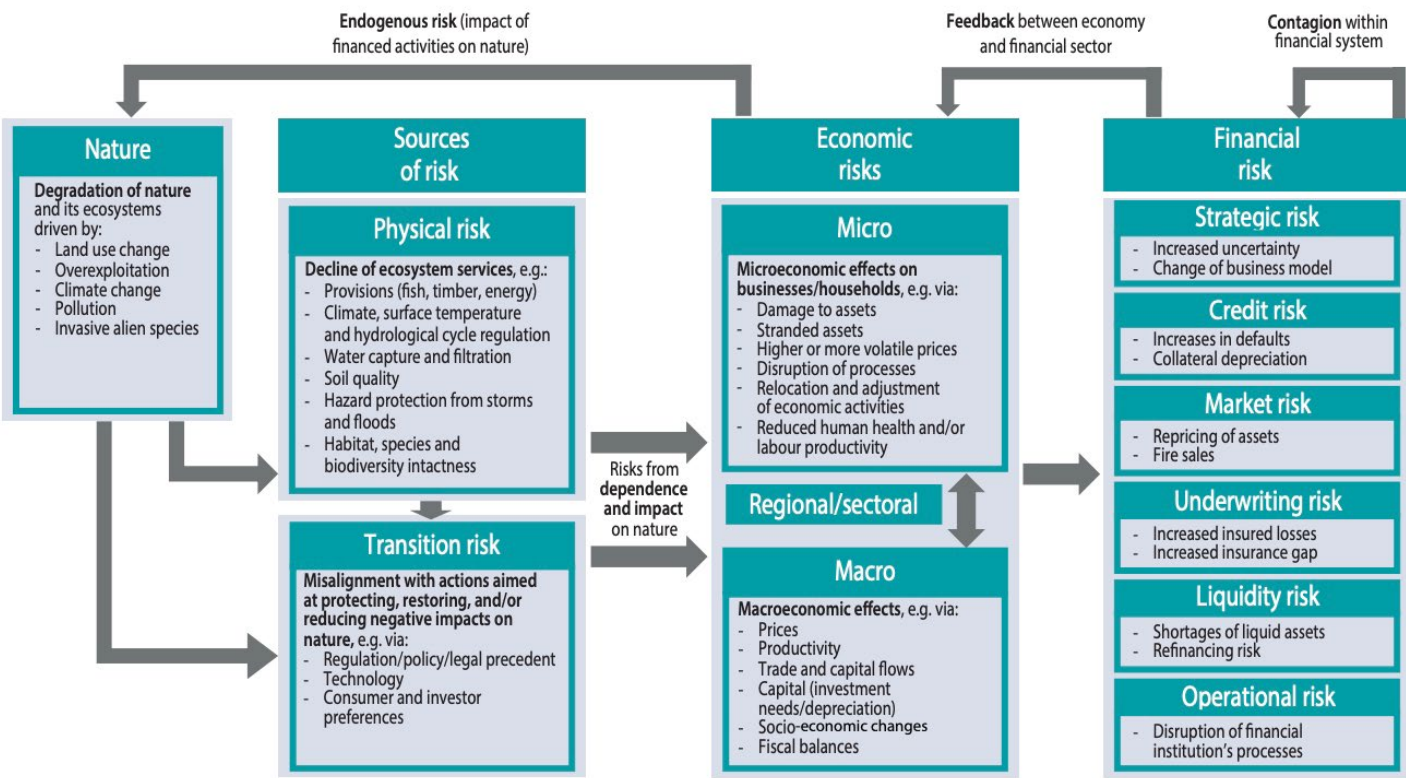 Endogenous risk (impact of
financed activities on nature)
Feedback between economy
and financial sector
Contagion within
financial system
Nature
Degradation of nature
and its ecosystems
driven by:
- Land use change
- Overexploitation
- Climate change
- Pollution
- Invasive alien species
Sources
of risk
Physical risk
Decline of ecosystem services, e.g.:
- Provisions (fish, timber, energy)
- Climate, surface temperature
and hydrological cycle regulation
- Water capture and filtration
- Soil quality
- Hazard protection from storms
and floods
- Habitat, species and
biodiversity intactness
Transition risk
Misalignment with actions aimed
at protecting, restoring, and/or
reducing negative impacts on
nature, e.g. via:
- Regulation/policy/legal precedent
- Technology
- Consumer and investor
preferences
Risks from
dependence
and impact
on nature
Economic
risks
Micro
Microeconomic effects on
businesses/households, e.g. via:
- Damage to assets
- Stranded assets
- Higher or more volatile prices
- Disruption of processes
- Relocation and adjustment
of economic activities
- Reduced human health and/or
labour productivity
Regional/sectoral
Macro
Macroeconomic effects, e.g. via:
- Prices
- Productivity
- Trade and capital flows
- Capital (investment
needs/depreciation)
- Socio-economic changes
- Fiscal balances
Financial
risk
Strategic risk
- Increased uncertainty
- Change of business model
Credit risk
- Increases in defaults
- Collateral depreciation
Market risk
- Repricing of assets
- Fire sales
Underwriting risk
- Increased insured losses
- Increased insurance gap
Liquidity risk
- Shortages of liquid assets
- Refinancing risk
Operational risk
- Disruption of financial
institution's processes